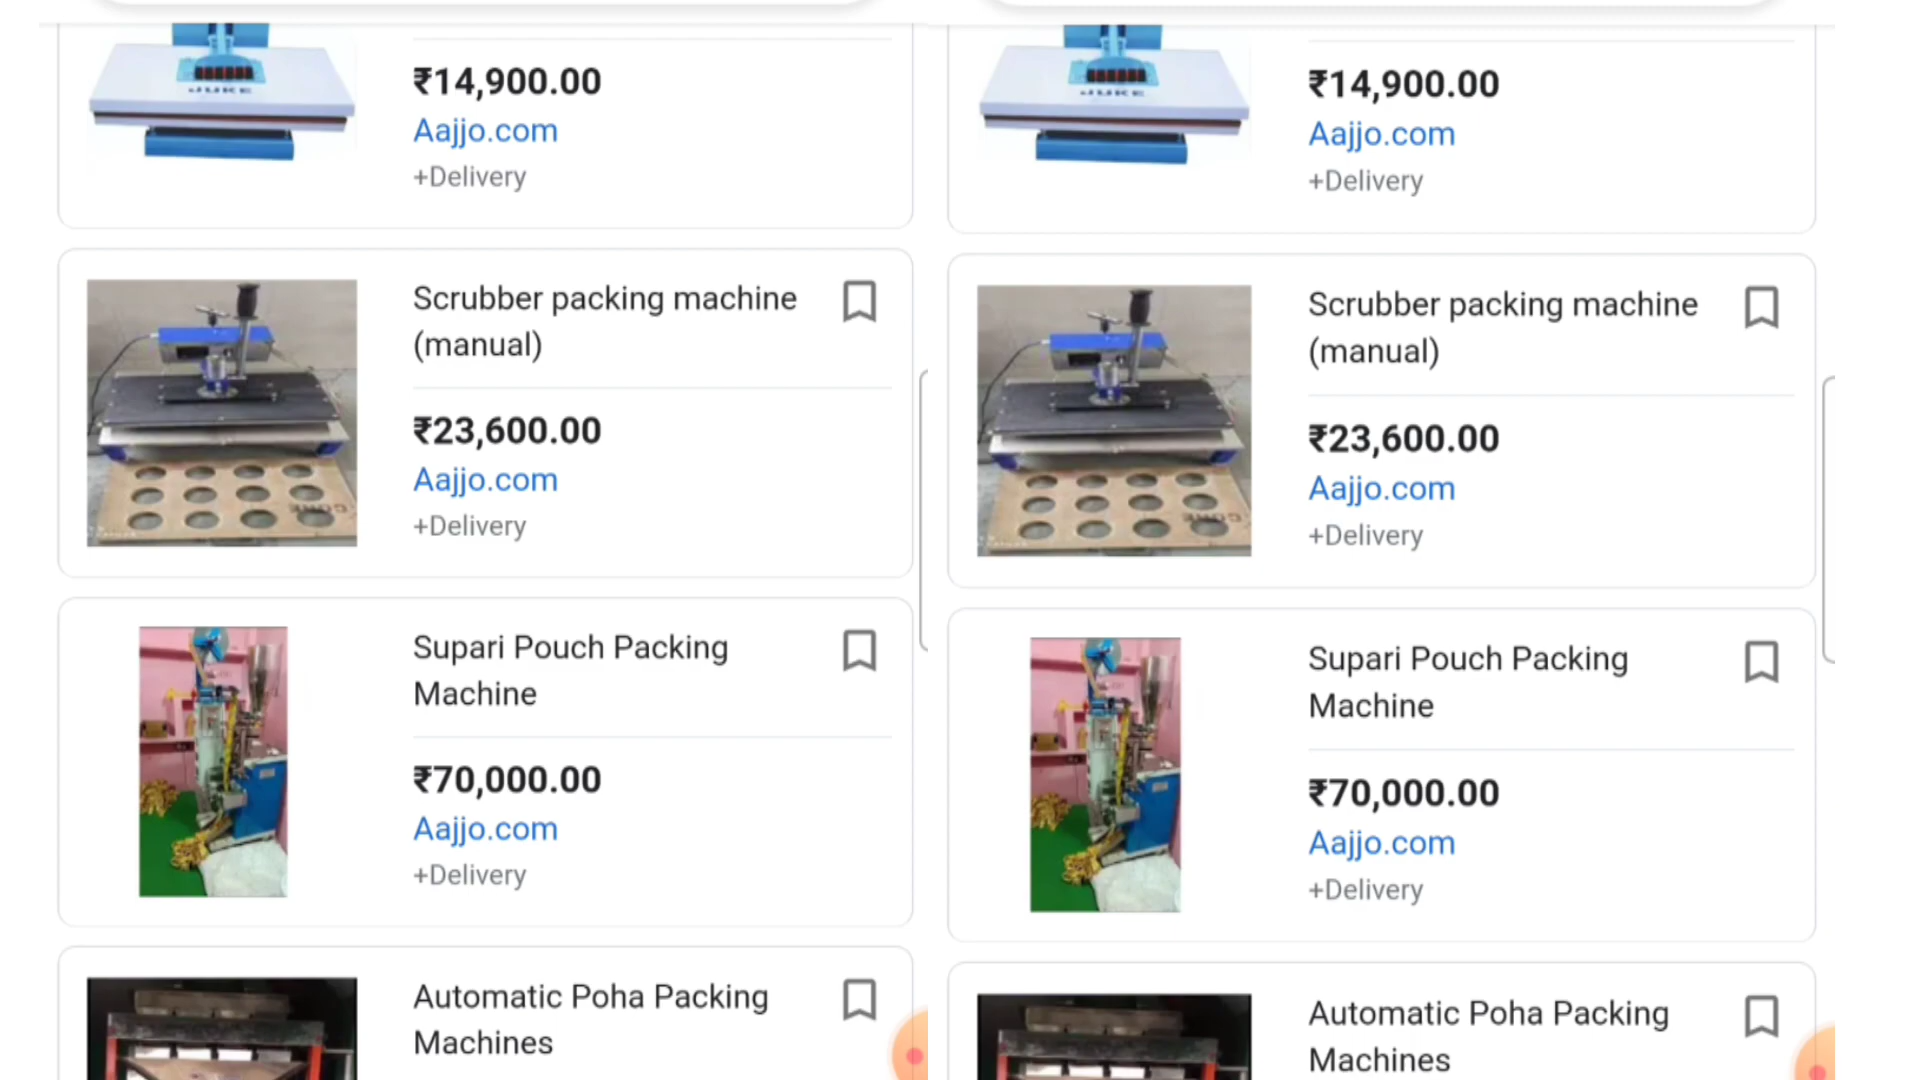 JUKE
₹14,900.00
Aajjo.com
+Delivery
Scrubber packing machine
(manual)
₹23,600.00
Aajjo.com
+Delivery
Supari Pouch Packing
Machine
₹70,000.00
Aajjo.com
+Delivery
Automatic Poha Packing
Machines
JUKE
₹14,900.00
Aajjo.com
+Delivery
Scrubber packing machine
(manual)
₹23,600.00
Aajjo.com
+Delivery
Supari Pouch Packing
Machine
₹70,000.00
Aajjo.com
+Delivery
Automatic Poha Packing
Machines